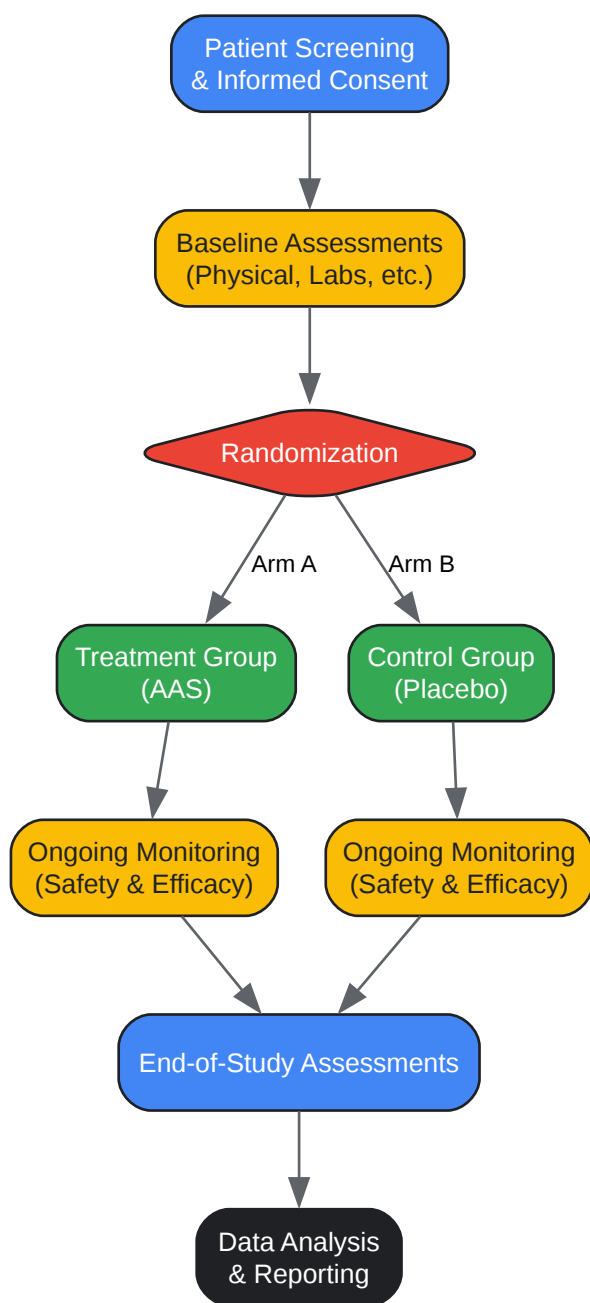 Patient Screening
& Informed Consent
Baseline Assessments
(Physical, Labs, etc.)
Randomization
Arm A
Arm B
Treatment Group
(AAS)
Control Group
(Placebo)
Ongoing Monitoring
(Safety & Efficacy)
Ongoing Monitoring
(Safety & Efficacy)
End-of-Study Assessments
Data Analysis
& Reporting